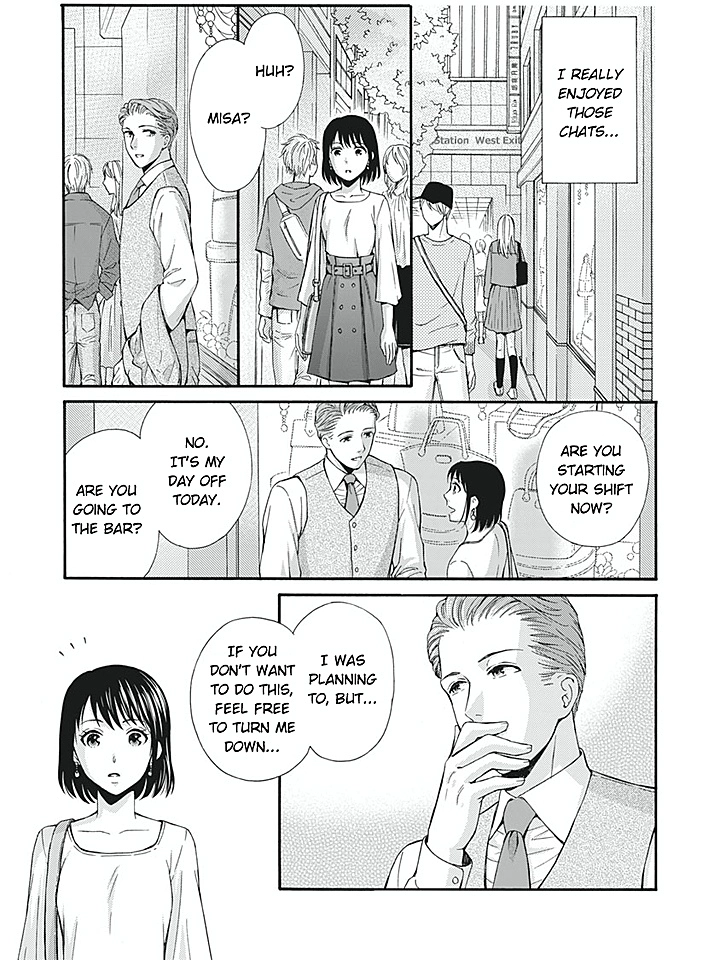 I REALLY
ENJOYED
THOSE
CHATS...
Station West Exit
HUH?
MISA?
ARE YOU
STARTING
YOUR SHIFT
NOW?
NO.
IT'S MY
DAY OFF
TODAY.
ARE YOU
GOING TO
THE BAR?
I WAS
PLANNING
TO, BUT...
IF YOU
DON'T WANT
TO DO THIS,
FEEL FREE
TO TURN ME
DOWN...